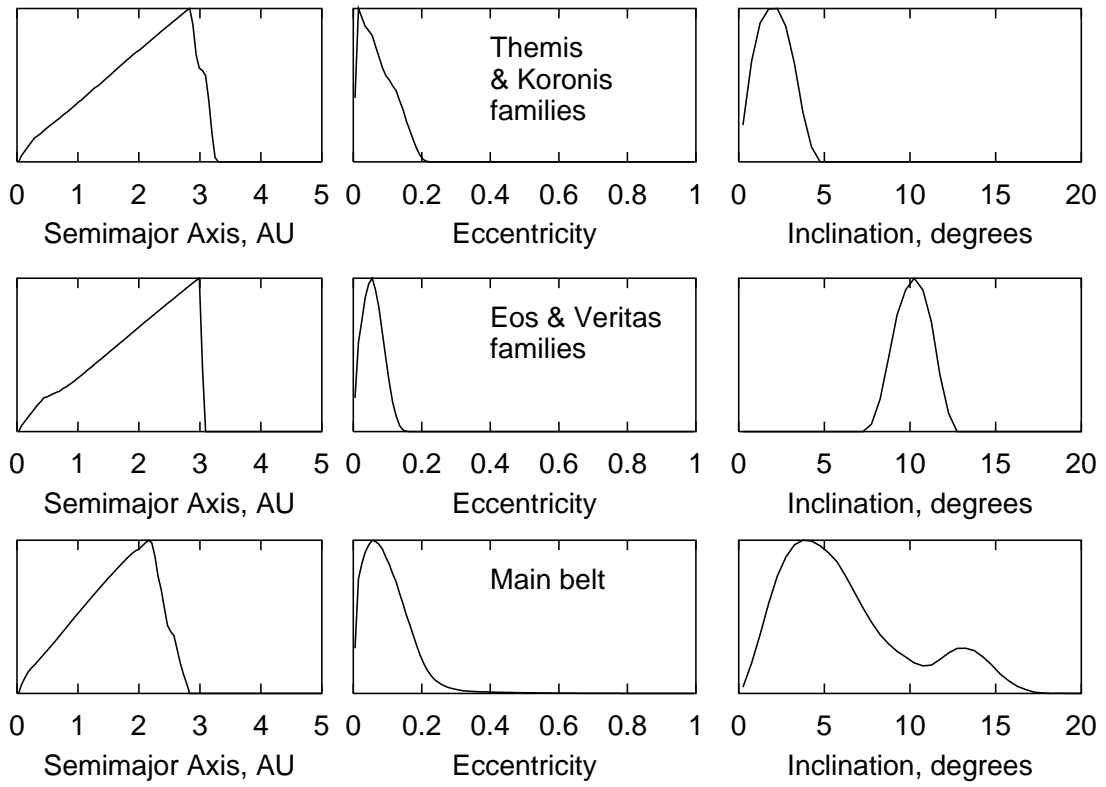 Themis
& Koronis
families
0 1 2 3 4 5 0 0.2 0.4 0.6 0.8 1 0 5 10 15 20
Semimajor Axis, AU Eccentricity Inclination, degrees
Eos & Veritas
families
0 1 2 3 4 5 0 0.2 0.4 0.6 0.8 1 0 5 10 15 20
Semimajor Axis, AU Eccentricity Inclination, degrees
Main belt
0 1 2 3 4 5 0 0.2 0.4 0.6 0.8 1 0 5 10 15 20
Semimajor Axis, AU Eccentricity Inclination, degrees